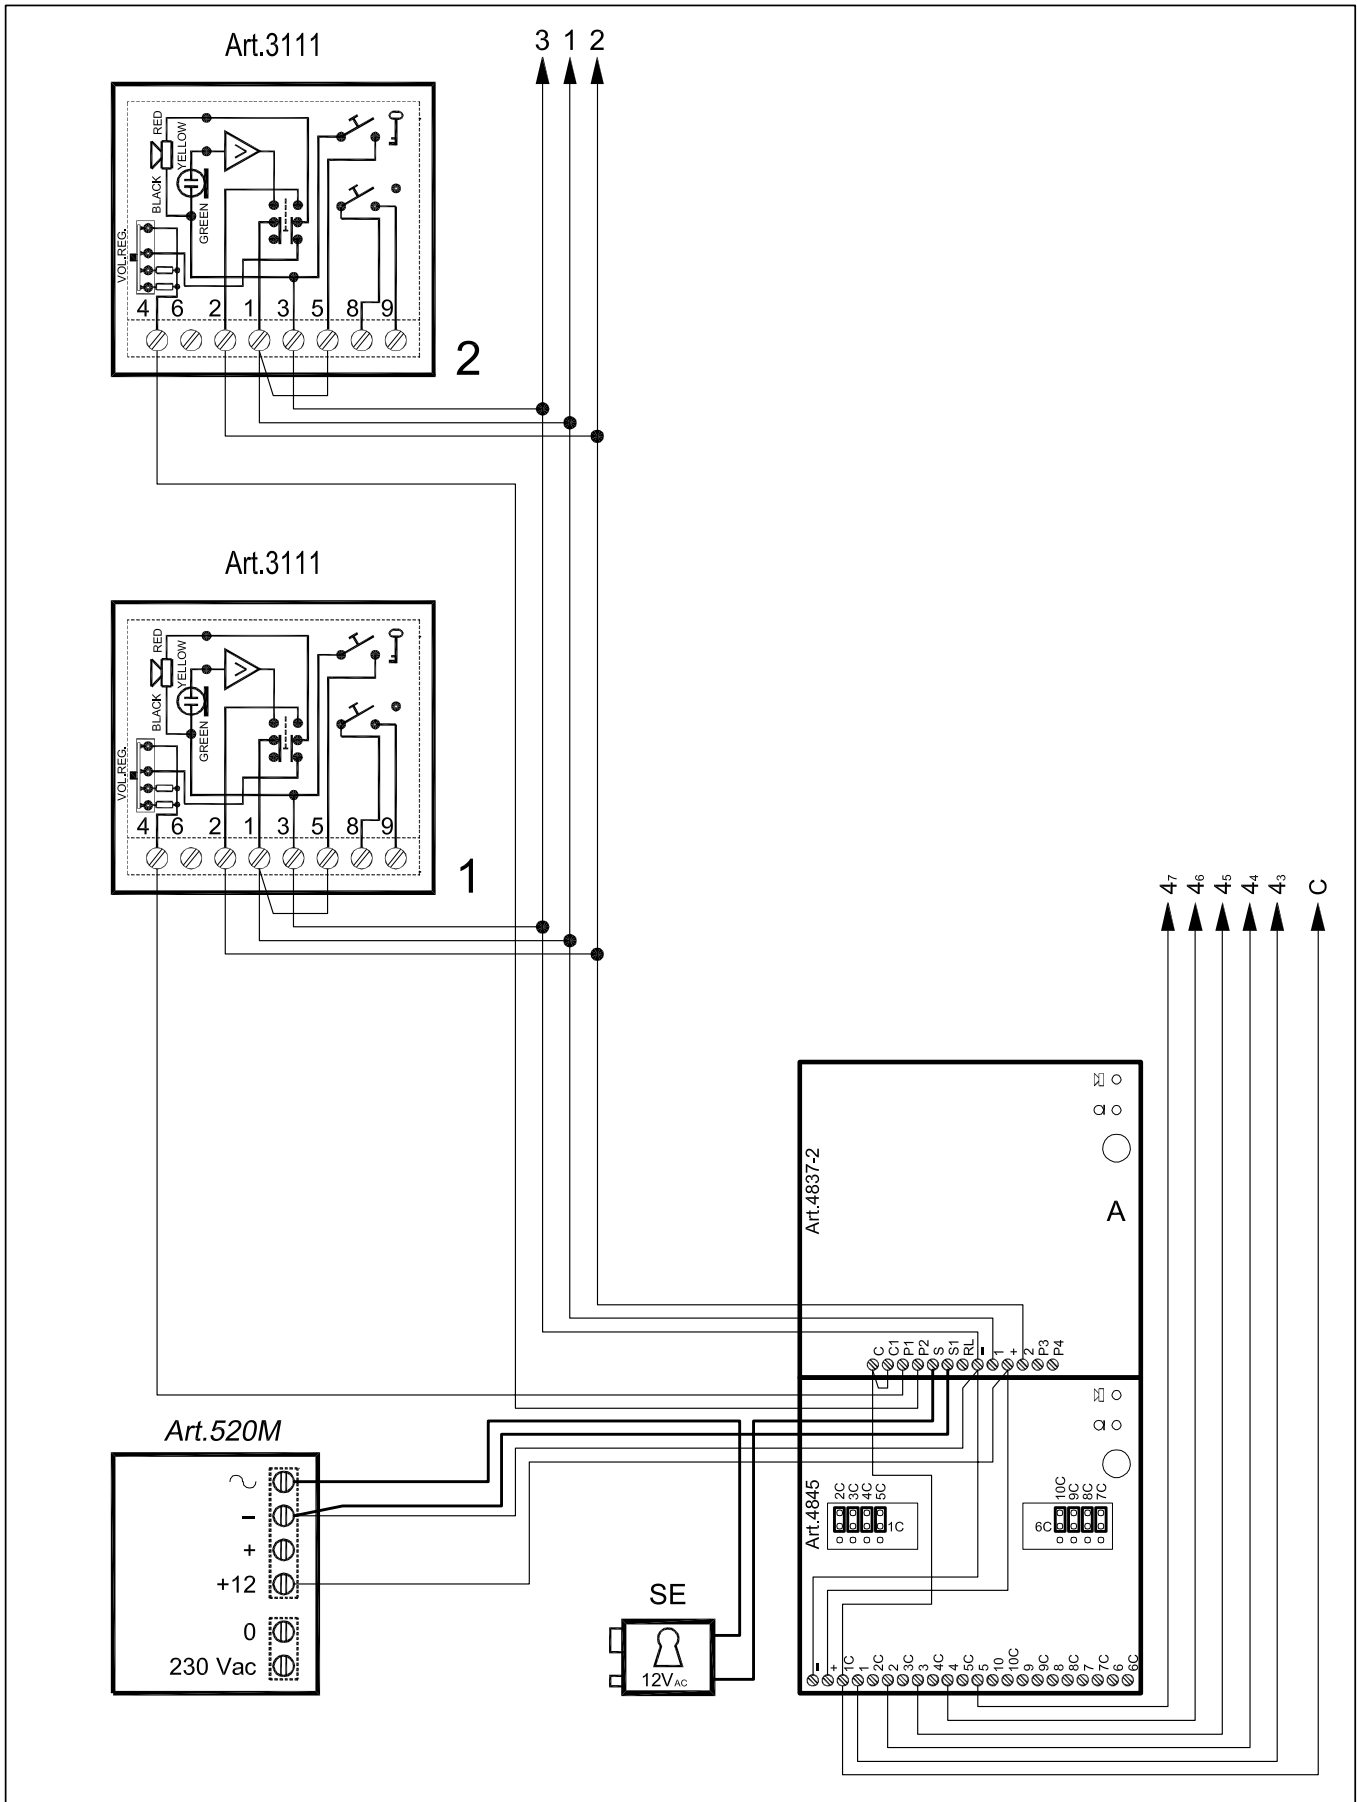 Art.3111
3 1 2
RED
YELLOW
BLACK
GREEN
VOL.REG.
4 6 2 1 3 5 8 9
2
Art.3111
RED
YELLOW
BLACK
GREEN
VOL.REG.
4 6 2 1 3 5 8 9
1
47 46 45 44 43 C
Art.4837-2
A
C C1 P1 P2 S S1 RL - 1 + 2 P3 P4
Art.520M
–
+
+12
0
230 Vac
SE
12VAC
Art.4845
2C 3C 4C 5C
1C
10C 9C 8C 7C
6C
- + 1C 1 2C 2 3C 3 4C 4 5C 5 10 10C 9 9C 8 8C 7 7C 6 6C